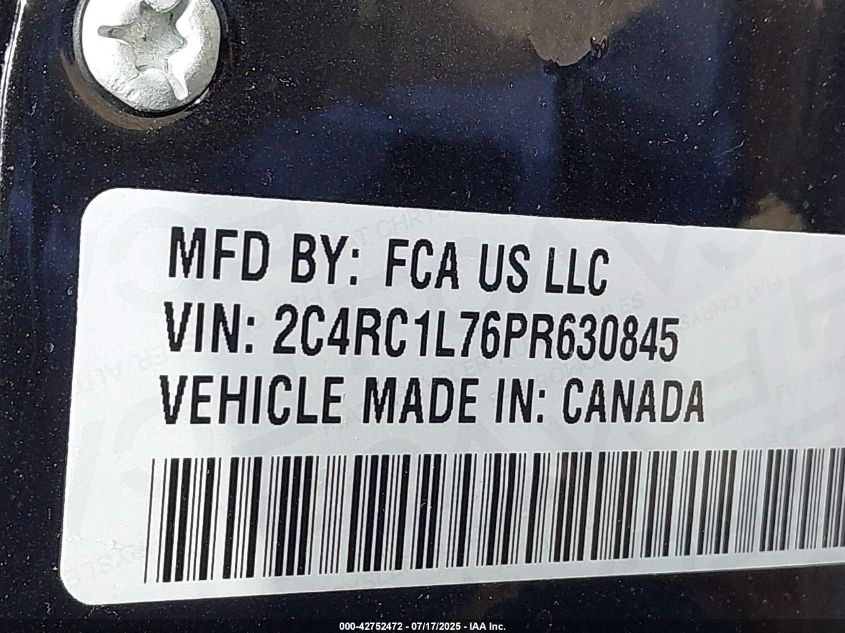 MFD BY: FCA US LLC
VIN: 2C4RC1L76PR630845
VEHICLE MADE IN: CANADA
000-42752472 - 07/17/2025 - IAA Inc.